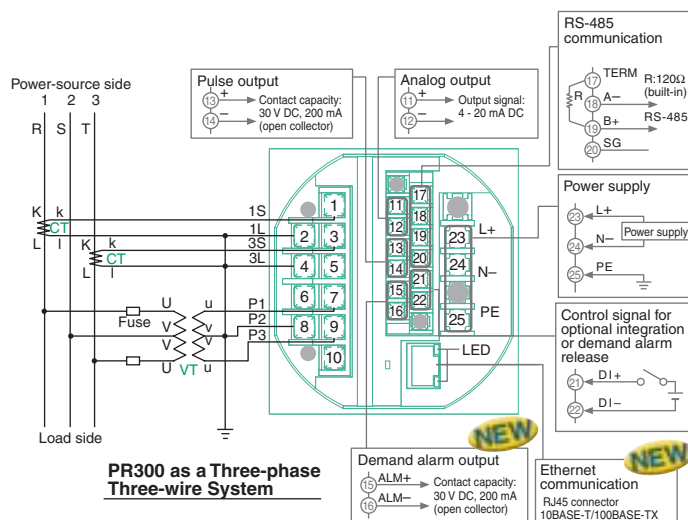 RS-485
communication
17 TERM
R:120Ω
(built-in)
R
18 A−
19 B+
RS-485
20 SG
Pulse output
13 +
14 −
Contact capacity:
30 V DC, 200 mA
(open collector)
Analog output
11 +
12 −
Output signal:
4 - 20 mA DC
Power-source side
1 2 3
R S T
K k
CT
L l
K k
CT
L l
1S
1L
3S
3L
Fuse
U u
V v
V v
U u
VT
P1
P2
P3
Load side
1
2 3
4 5
6 7
8 9
10
11
12
13
14
15
16
17
18
19
20
21
22
23
24
25
L+
N−
PE
LED
Power supply
23 L+
24 N−
Power supply
25 PE
Control signal for
optional integration
or demand alarm
release
21 DI+
22 DI−
NEW
Demand alarm output
15 ALM+
16 ALM−
Contact capacity:
30 V DC, 200 mA
(open collector)
NEW
Ethernet
communication
RJ45 connector
10BASE-T/100BASE-TX
PR300 as a Three-phase
Three-wire System